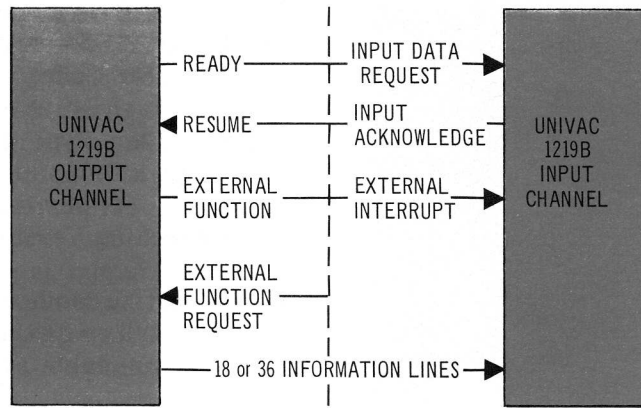 READY
INPUT DATA
REQUEST
RESUME
INPUT
ACKNOWLEDGE
UNIVAC
1219B
OUTPUT
CHANNEL
UNIVAC
1219B
INPUT
CHANNEL
EXTERNAL
FUNCTION
EXTERNAL
INTERRUPT
EXTERNAL
FUNCTION
REQUEST
18 or 36 INFORMATION LINES